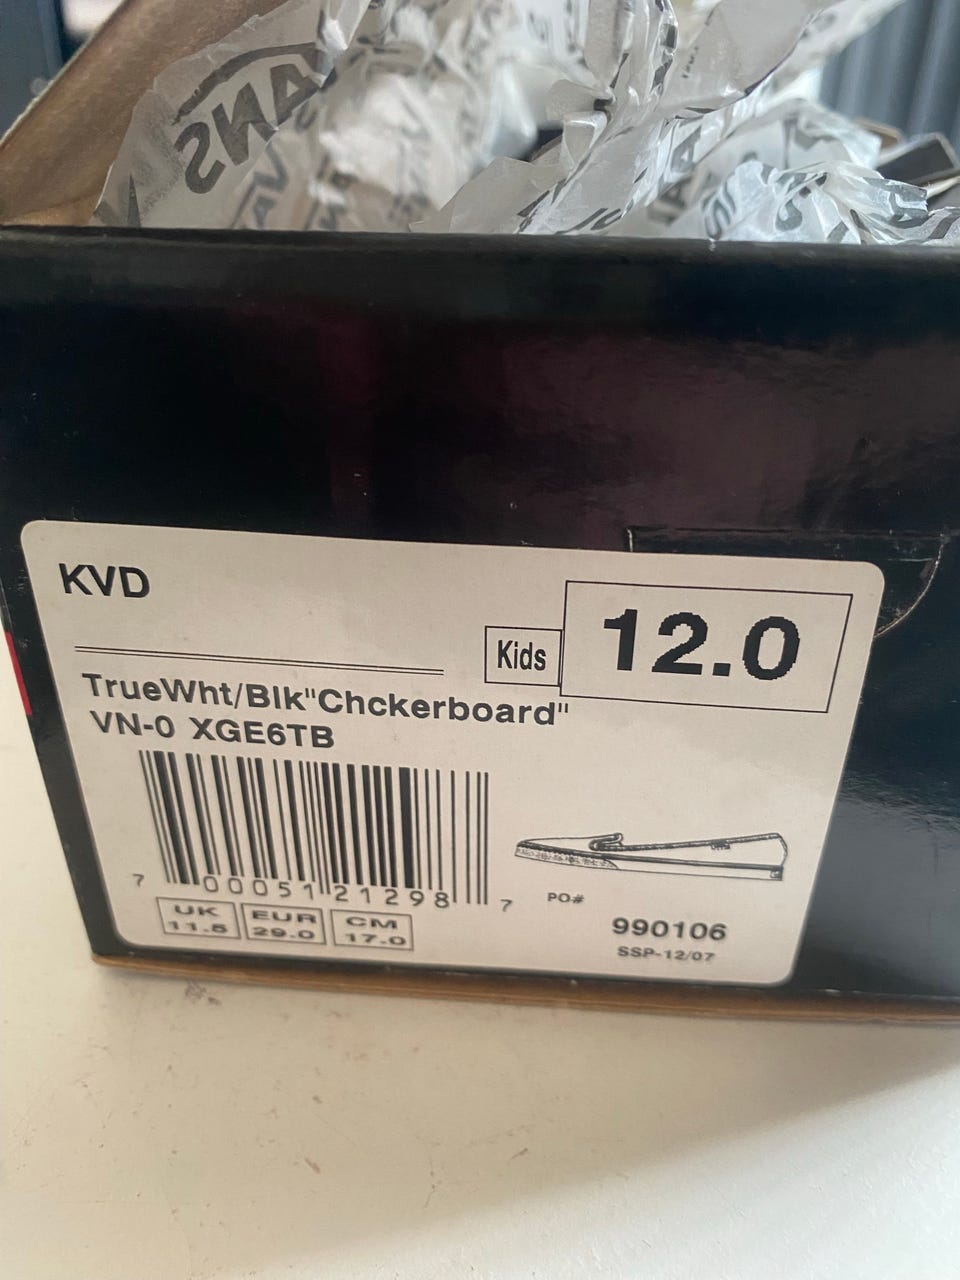 VANS
KVD
Kids
12.0
TrueWht/Blk"Chckerboard"
VN-0 XGE6TB
7 00051 21298 7
PO#
UK
11.5
EUR
29.0
CM
17.0
990106
SSP-12/07